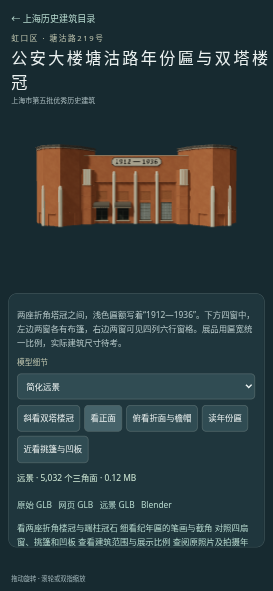 ← 上海历史建筑目录
虹口区 · 塘沽路219号
公安大楼塘沽路年份匾与双塔楼
冠
上海市第五批优秀历史建筑
1912 — 1936
两座折角塔冠之间，浅色匾额写着“1912—1936”。下方四窗中，
左边两窗各有布篷，右边两窗可见四列六行窗格。展品用匾宽统
一比例，实际建筑尺寸待考。
模型细节
简化远景
斜看双塔楼冠 看正面 俯看折面与檐帽 读年份匾
近看挑篷与凹板
远景 · 5,032 个三角面 · 0.12 MB
原始 GLB 网页 GLB 远景 GLB Blender
看两座折角楼冠与端柱冠石 细看纪年匾的笔画与截角 对照四扇
窗、挑篷和凹板 查看建筑范围与展示比例 查阅原照片及拍摄年
拖动旋转 · 滚轮或双指缩放